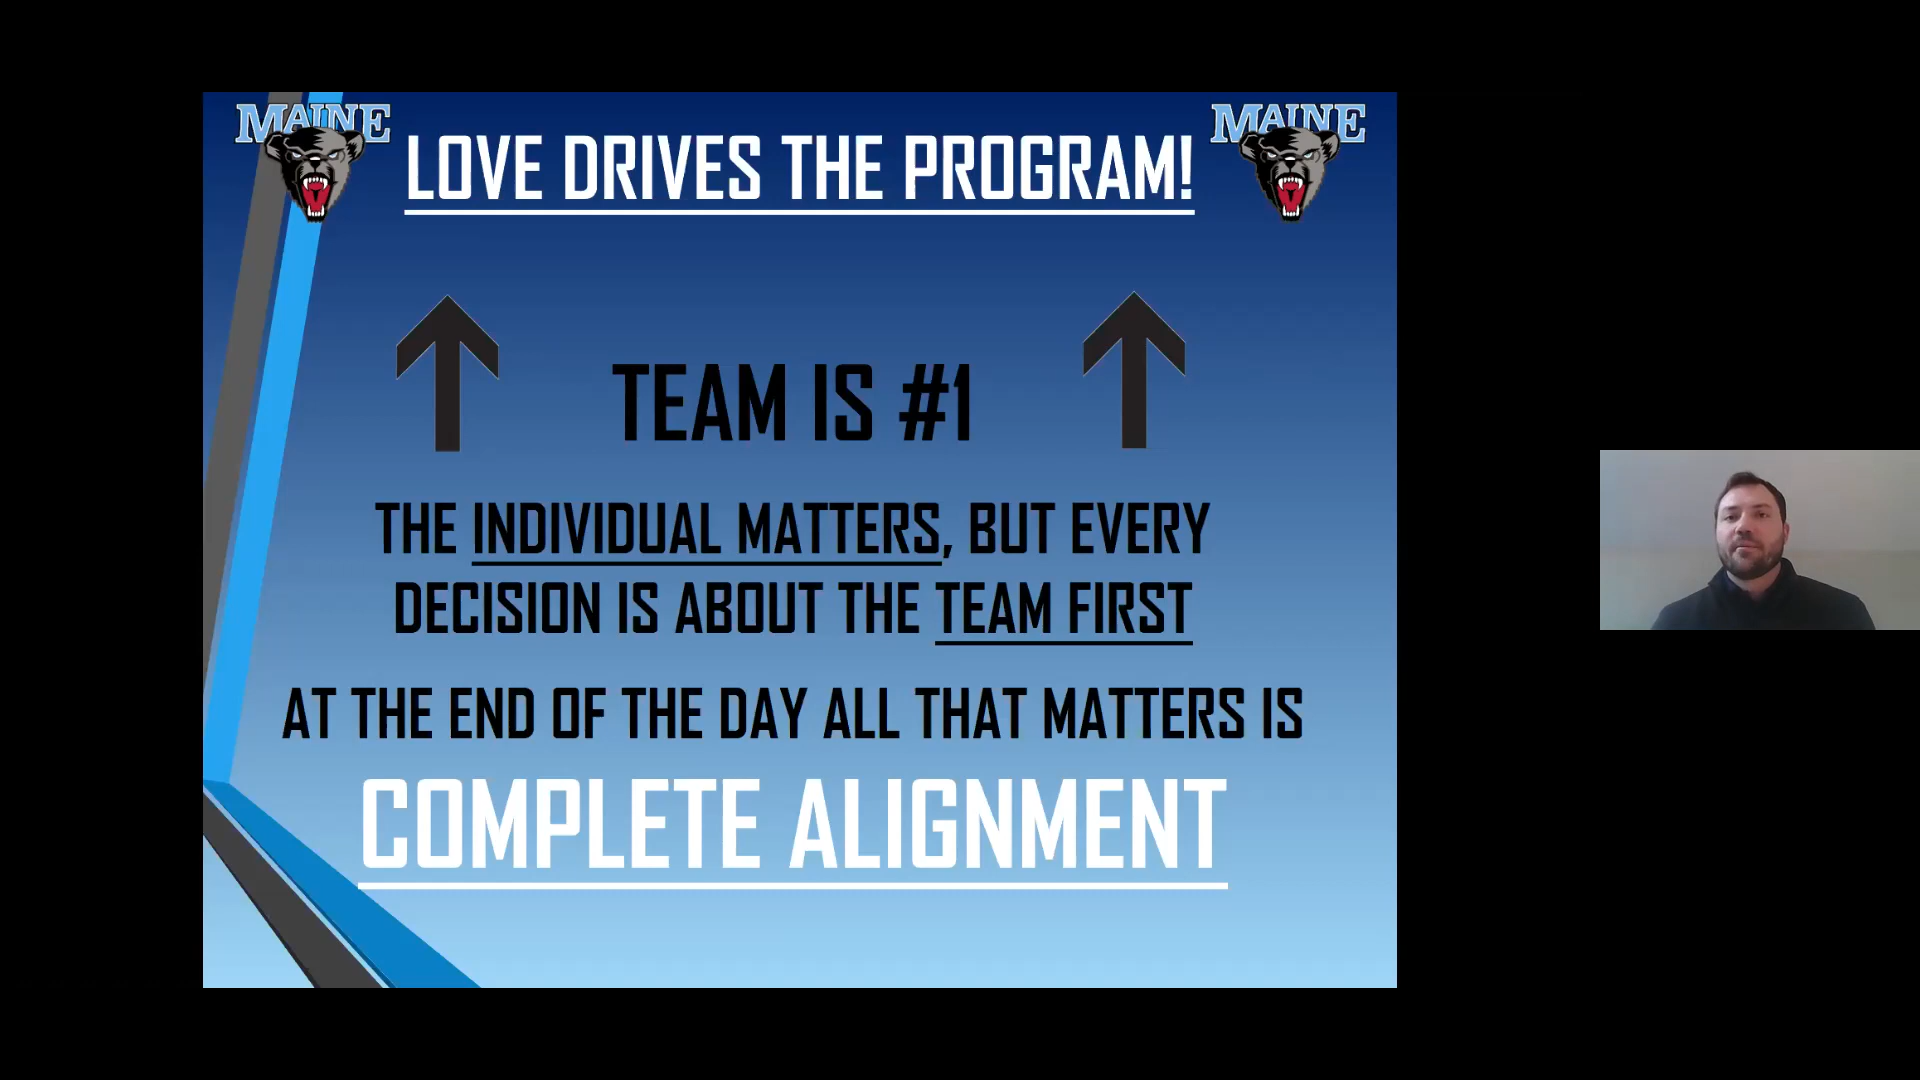 MAINE
MAINE
LOVE DRIVES THE PROGRAM!
TEAM IS #1
THE INDIVIDUAL MATTERS, BUT EVERY
DECISION IS ABOUT THE TEAM FIRST
AT THE END OF THE DAY ALL THAT MATTERS IS
COMPLETE ALIGNMENT